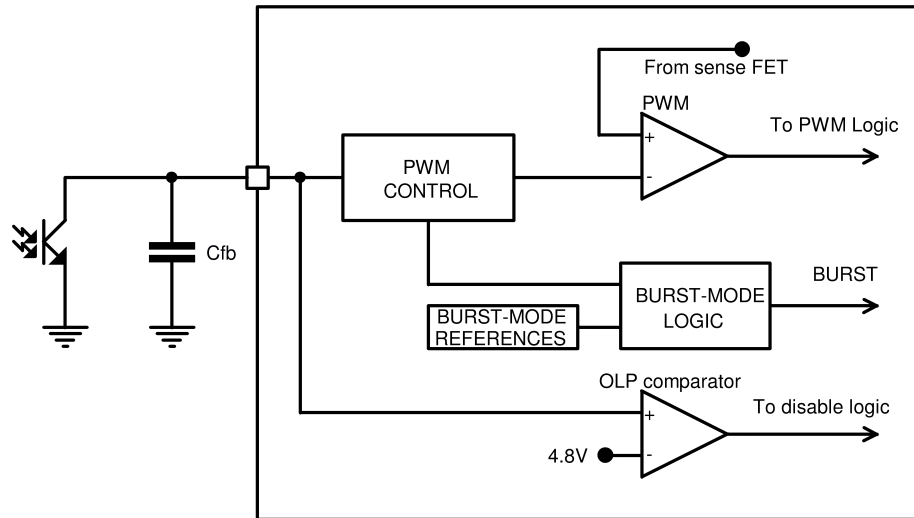 From sense FET
PWM
+
-
To PWM Logic
PWM
CONTROL
Cfb
BURST
BURST-MODE
LOGIC
BURST-MODE
REFERENCES
OLP comparator
+
-
To disable logic
4.8V